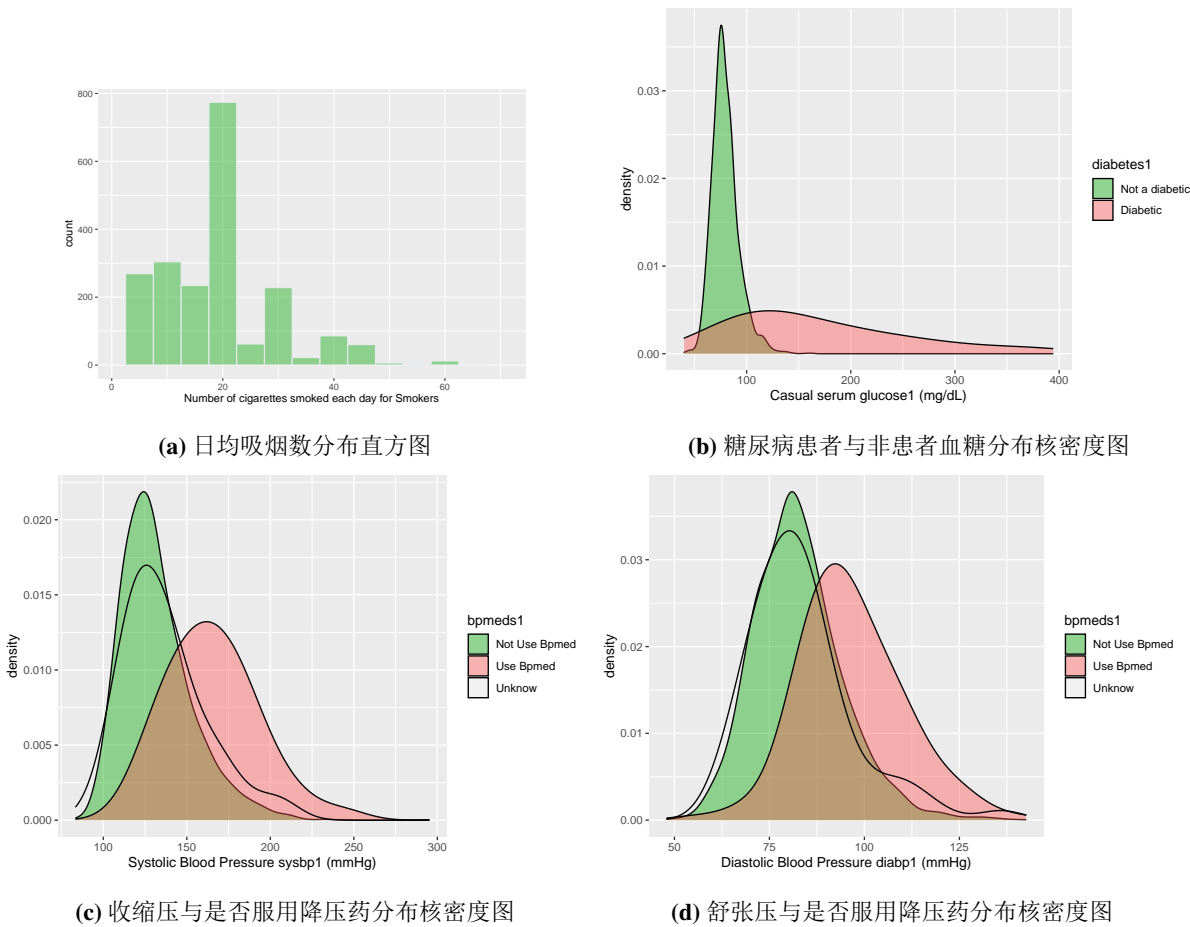 800
600
400
200
0
count
0 20 40 60
Number of cigarettes smoked each day for Smokers
(a) 日均吸烟数分布直方图
0.03
0.02
0.01
0.00
density
100 200 300 400
Casual serum glucose1 (mg/dL)
diabetes1
Not a diabetic
Diabetic
(b) 糖尿病患者与非患者血糖分布核密度图
0.020
0.015
0.010
0.005
0.000
density
100 150 200 250 300
Systolic Blood Pressure sysbp1 (mmHg)
bpmeds1
Not Use Bpmed
Use Bpmed
Unknow
(c) 收缩压与是否服用降压药分布核密度图
0.03
0.02
0.01
0.00
density
50 75 100 125
Diastolic Blood Pressure diabp1 (mmHg)
bpmeds1
Not Use Bpmed
Use Bpmed
Unknow
(d) 舒张压与是否服用降压药分布核密度图